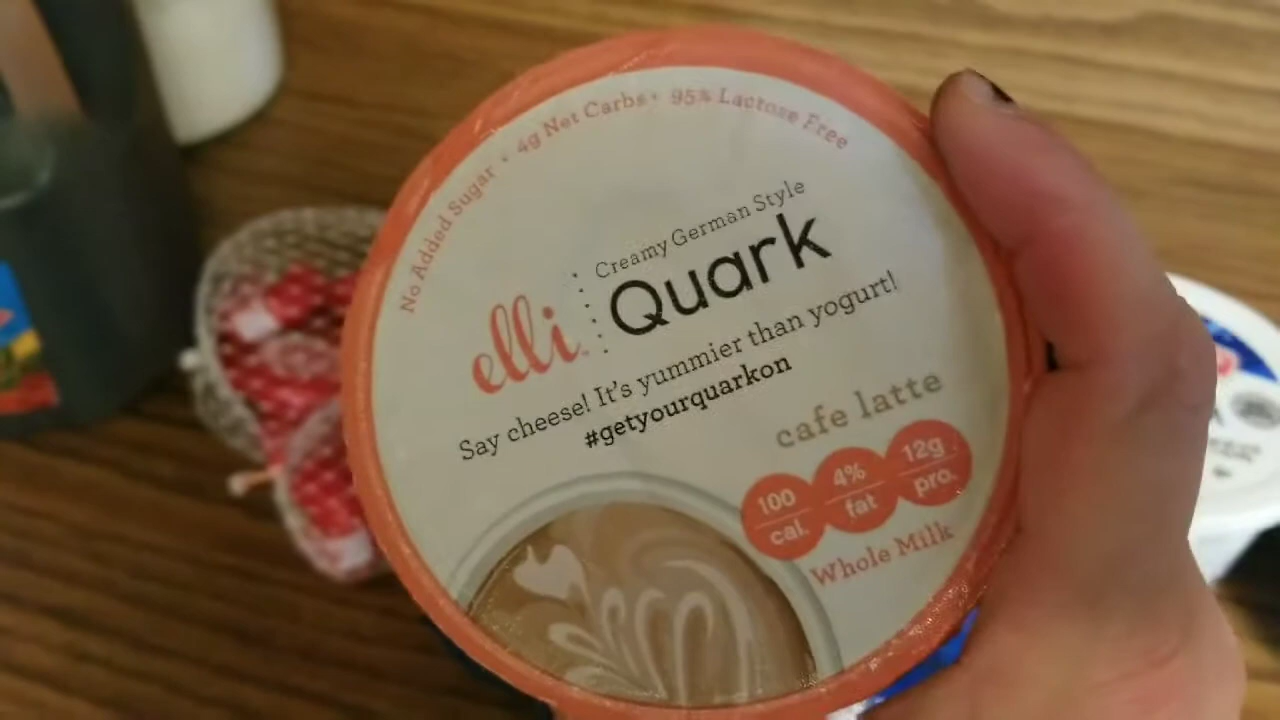 No Added Sugar • 4g Net Carbs • 95% Lactose Free
Creamy German Style
elli Quark
Say cheese! It's yummier than yogurt!
#getyourquarkon
cafe latte
100 cal.
4% fat
12g pro.
Whole Milk